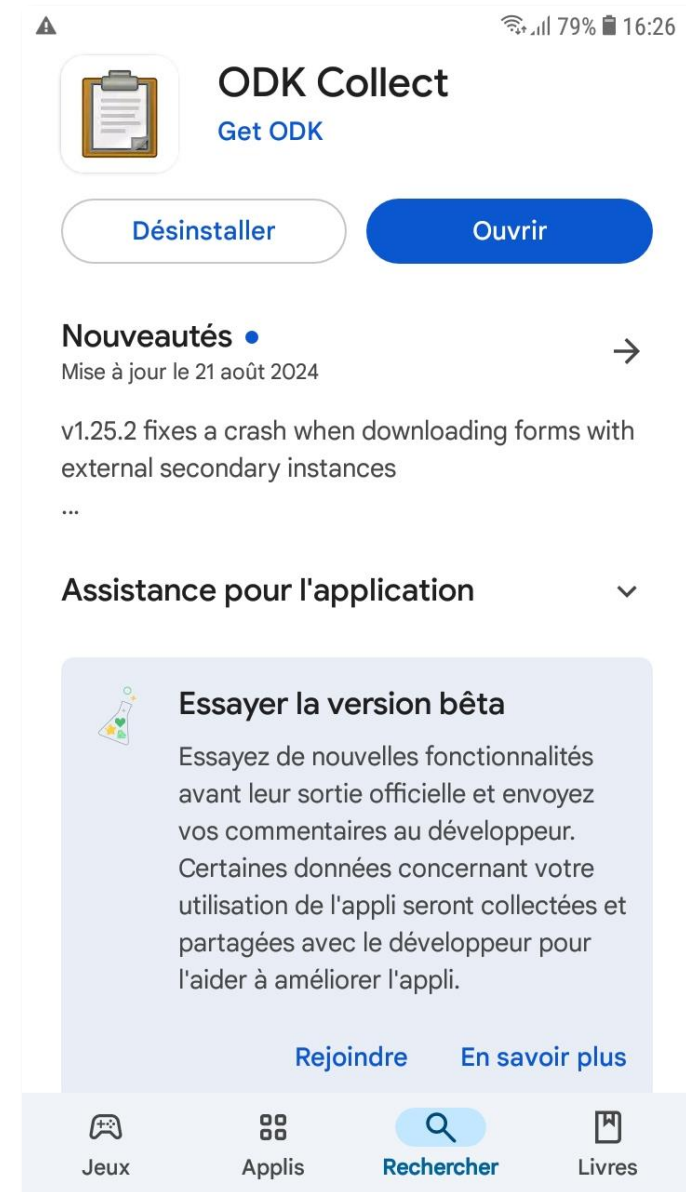 79% 16:26
ODK Collect
Get ODK
Désinstaller
Ouvrir
Nouveautés
Mise à jour le 21 août 2024
v1.25.2 fixes a crash when downloading forms with
external secondary instances
...
Assistance pour l'application
Essayer la version bêta
Essayez de nouvelles fonctionnalités
avant leur sortie officielle et envoyez
vos commentaires au développeur.
Certaines données concernant votre
utilisation de l'appli seront collectées et
partagées avec le développeur pour
l'aider à améliorer l'appli.
Rejoindre
En savoir plus
Jeux
Applis
Rechercher
Livres